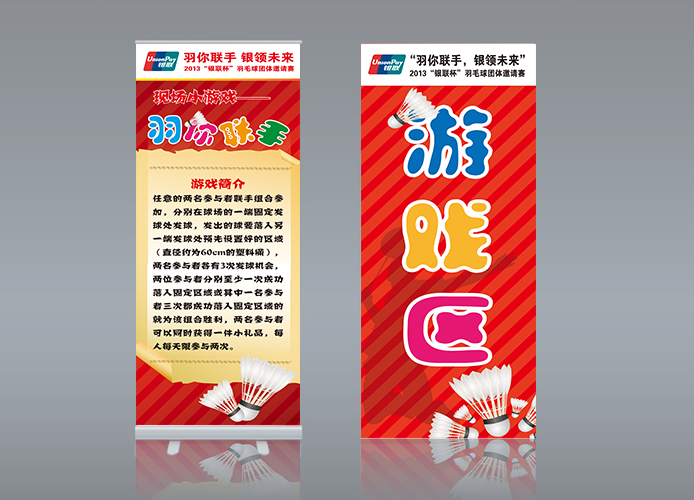 UnionPay
银联
羽你联手 银领未来
2013“银联杯”羽毛球团体邀请赛
现场小游戏——
羽你联手
游戏简介
任意的两名参与者联手组合参
加，分别在球场的一端固定发
球处发球，发出的球要落入另
一端发球处预先设置好的区域
（直径约为60cm的塑料桶），
两名参与者各有3次发球机会，
两位参与者分别至少一次成功
落入固定区域或其中一名参与
者三次都成功落入固定区域的
就为该组合胜利，两名参与者
可以同时获得一件小礼品，每
人每天限参与两次。
UnionPay
银联
“羽你联手，银领未来”
2013“银联杯”羽毛球团体邀请赛
游
戏
区